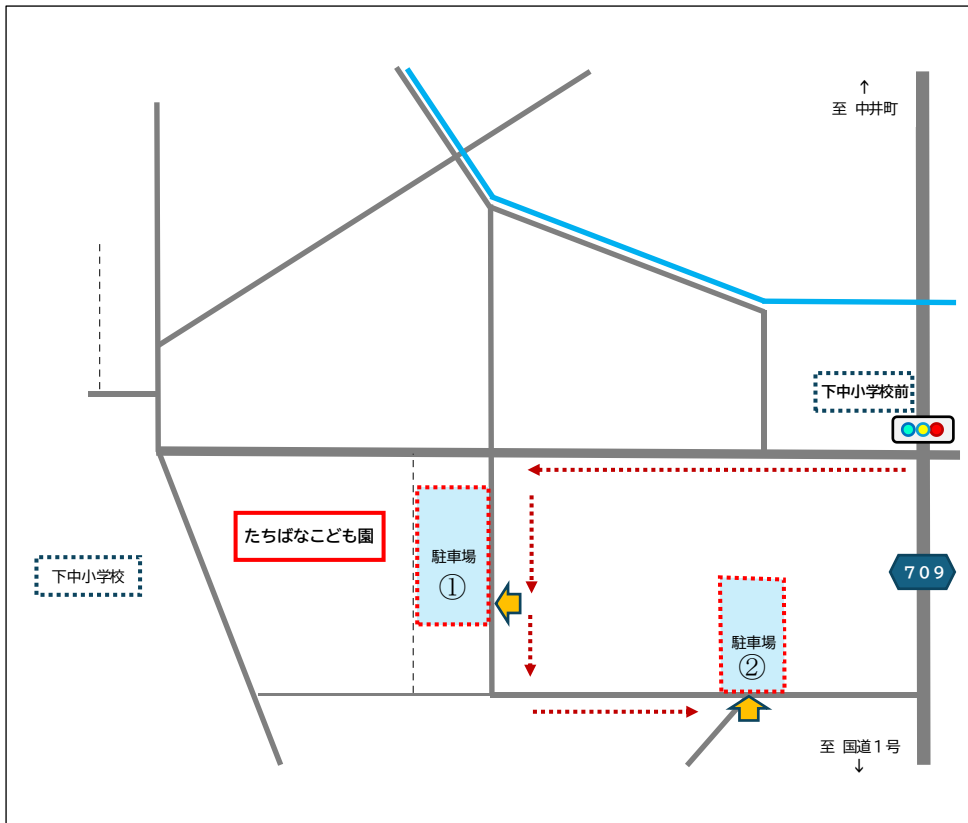 ↑
至 中井町
下中小学校前
たちばなこども園
駐車場
①
下中小学校
709
駐車場
②
至 国道1号
↓